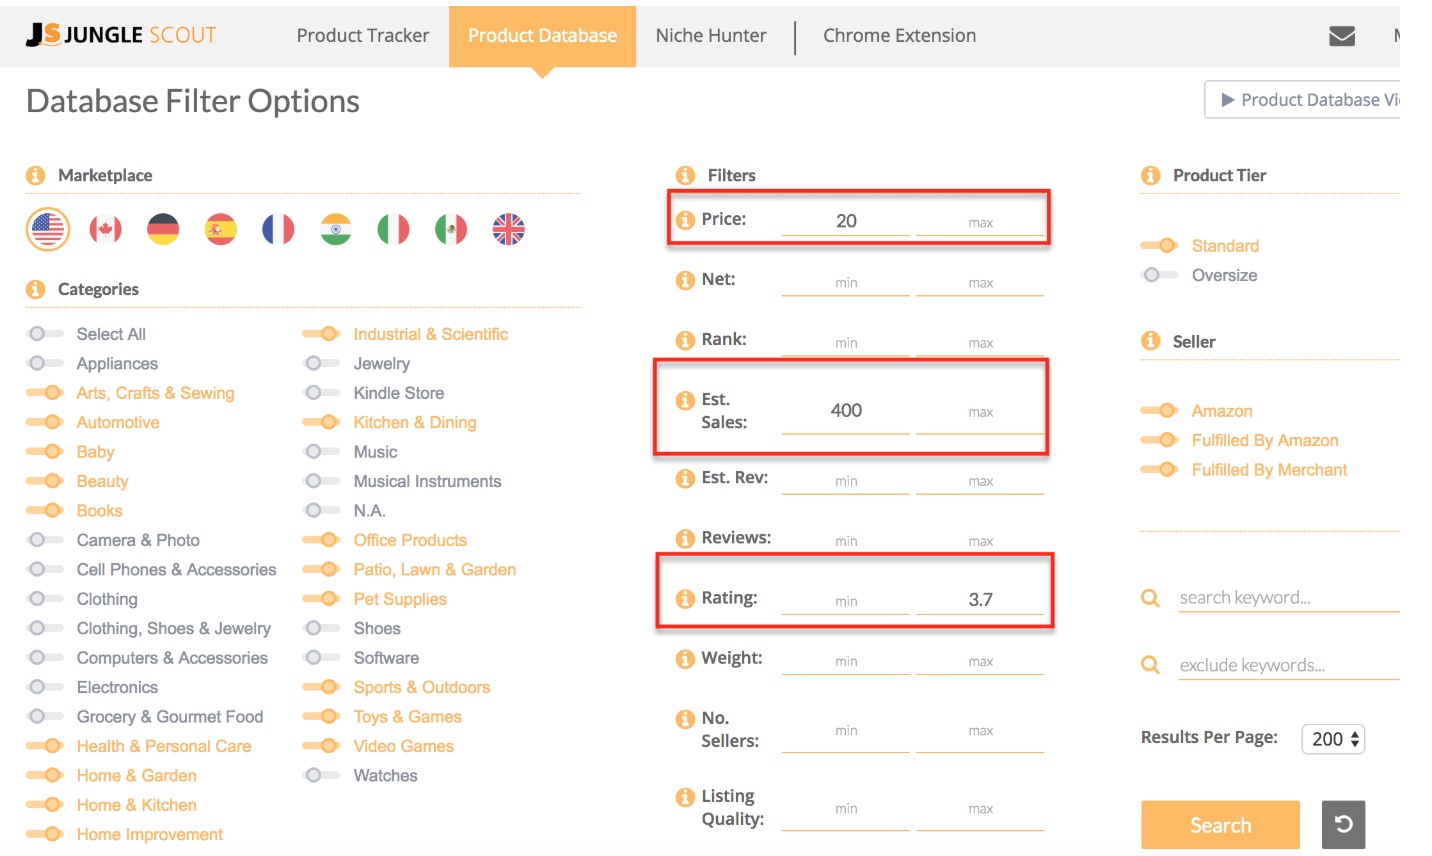 JS JUNGLE SCOUT
Product Tracker
Product Database
Niche Hunter
Chrome Extension
Database Filter Options
Product Database
Marketplace
Categories
Select All
Appliances
Arts, Crafts & Sewing
Automotive
Baby
Beauty
Books
Camera & Photo
Cell Phones & Accessories
Clothing
Clothing, Shoes & Jewelry
Computers & Accessories
Electronics
Grocery & Gourmet Food
Health & Personal Care
Home & Garden
Home & Kitchen
Home Improvement
Industrial & Scientific
Jewelry
Kindle Store
Kitchen & Dining
Music
Musical Instruments
N.A.
Office Products
Patio, Lawn & Garden
Pet Supplies
Shoes
Software
Sports & Outdoors
Toys & Games
Video Games
Watches
Filters
Price: 20 max
Net: min max
Rank: min max
Est.
Sales: 400 max
Est. Rev: min max
Reviews: min max
Rating: min 3.7
Weight: min max
No.
Sellers: min max
Listing
Quality: min max
Product Tier
Standard
Oversize
Seller
Amazon
Fulfilled By Amazon
Fulfilled By Merchant
search keyword...
exclude keywords...
Results Per Page: 200
Search